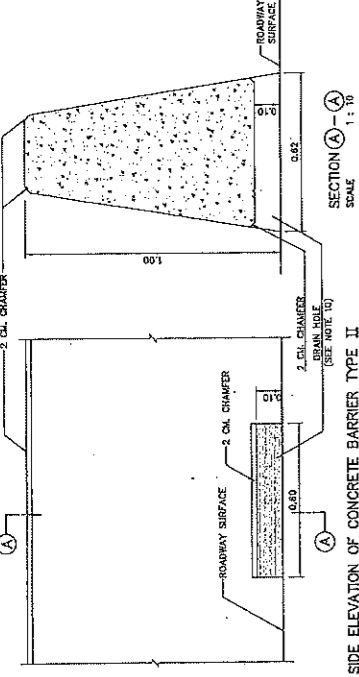 2 CM. CHAMFER
A
1.00
ROADWAY SURFACE
2 CM. CHAMFER
0.10
0.60
A
2 CM. CHAMFER
DRAIN HOLE
(SEE NOTE 10)
SIDE ELEVATION OF CONCRETE BARRIER TYPE II
ROADWAY
SURFACE
0.10
0.62
SECTION A - A
SCALE 1 : 10